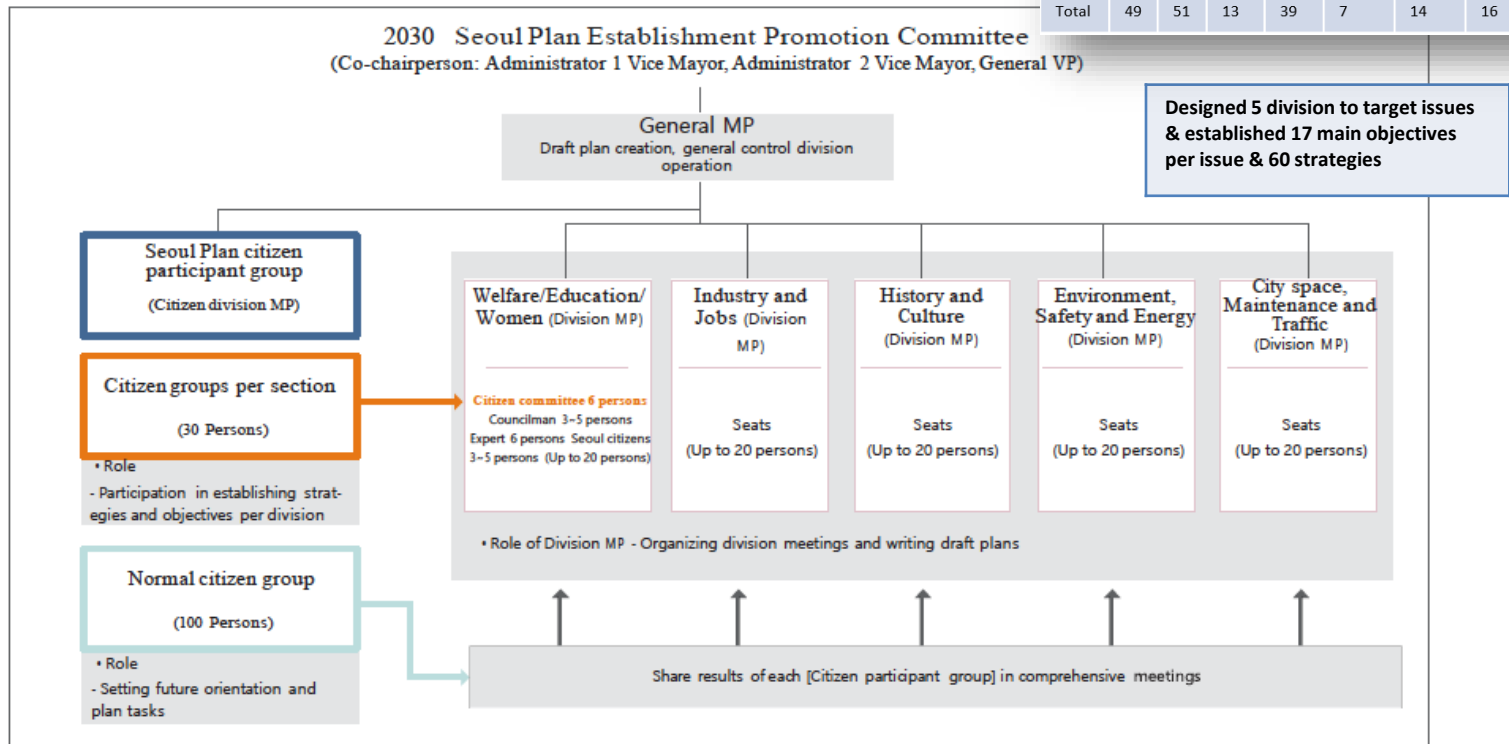 Total 49 51 13 39 7 14 16
2030 Seoul Plan Establishment Promotion Committee
(Co-chairperson: Administrator 1 Vice Mayor, Administrator 2 Vice Mayor, General VP)
Designed 5 division to target issues
& established 17 main objectives
per issue & 60 strategies
General MP
Draft plan creation, general control division
operation
Seoul Plan citizen
participant group
(Citizen division MP)
Citizen groups per section
(30 Persons)
• Role
- Participation in establishing strat-
egies and objectives per division
Normal citizen group
(100 Persons)
• Role
- Setting future orientation and
plan tasks
Welfare/Education/
Women (Division MP)
Citizen committee 6 persons
Councilman 3~5 persons
Expert 6 persons Seoul citizens
3~5 persons (Up to 20 persons)
Industry and
Jobs (Division
MP)
Seats
(Up to 20 persons)
History and
Culture
(Division MP)
Seats
(Up to 20 persons)
Environment,
Safety and Energy
(Division MP)
Seats
(Up to 20 persons)
City space,
Maintenance and
Traffic
(Division MP)
Seats
(Up to 20 persons)
• Role of Division MP - Organizing division meetings and writing draft plans
Share results of each [Citizen participant group] in comprehensive meetings